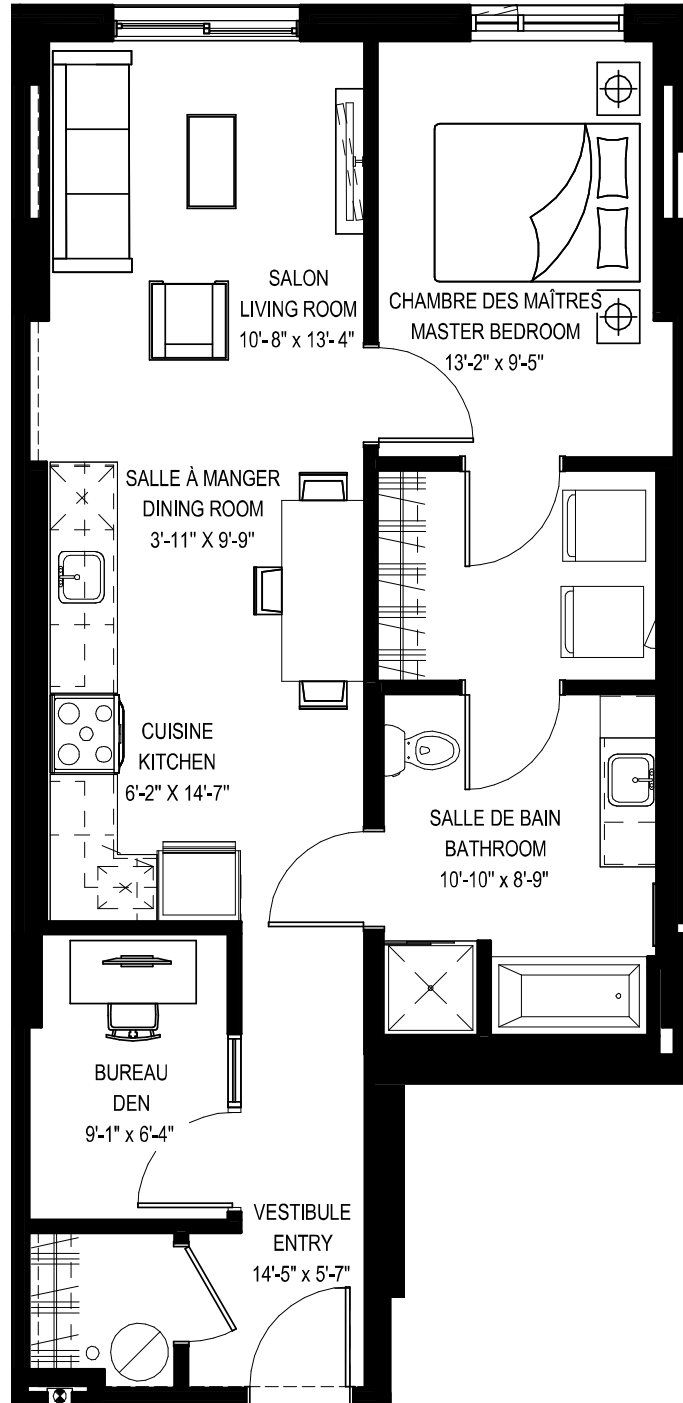 SALON
LIVING ROOM
10'- 8" x 13'- 4"
CHAMBRE DES MAÎTRES
MASTER BEDROOM
13'-2" x 9'-5"
SALLE À MANGER
DINING ROOM
3'-11" X 9'-9"
CUISINE
KITCHEN
6'-2" X 14'-7"
SALLE DE BAIN
BATHROOM
10'-10" x 8'-9"
BUREAU
DEN
9'-1" x 6'-4"
VESTIBULE
ENTRY
14'-5" x 5'-7"